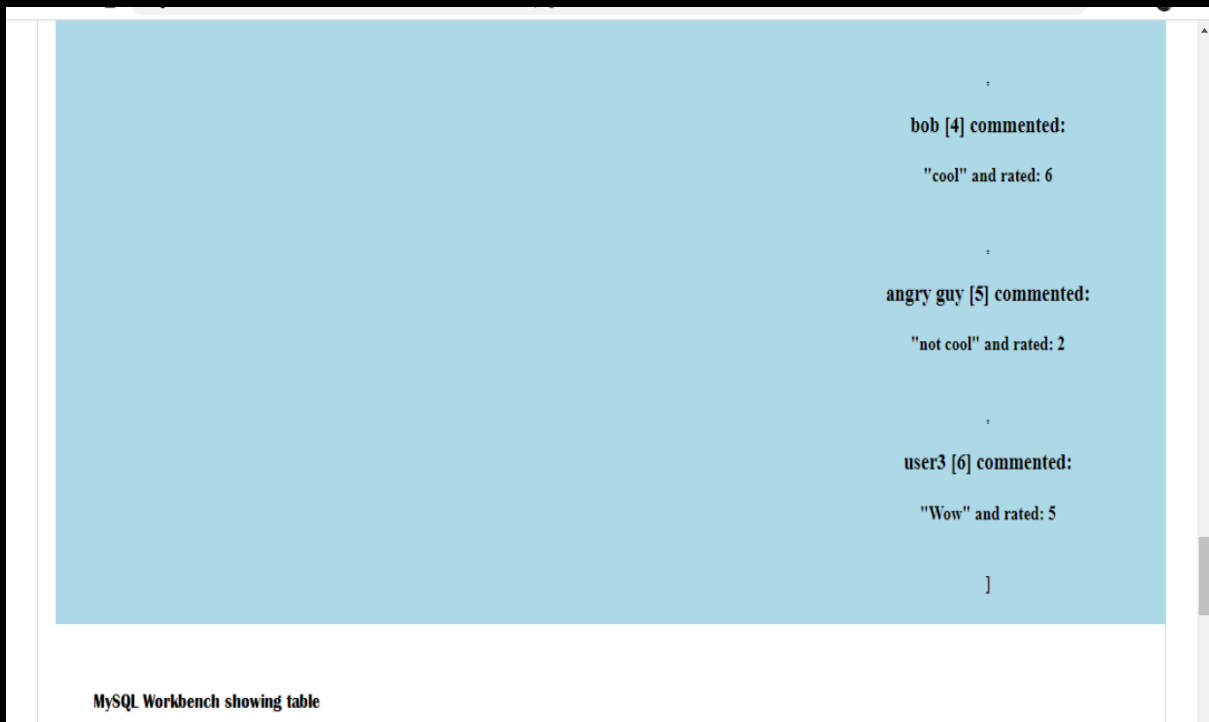 ,
bob [4] commented:
"cool" and rated: 6
,
angry guy [5] commented:
"not cool" and rated: 2
,
user3 [6] commented:
"Wow" and rated: 5
]
MySQL Workbench showing table